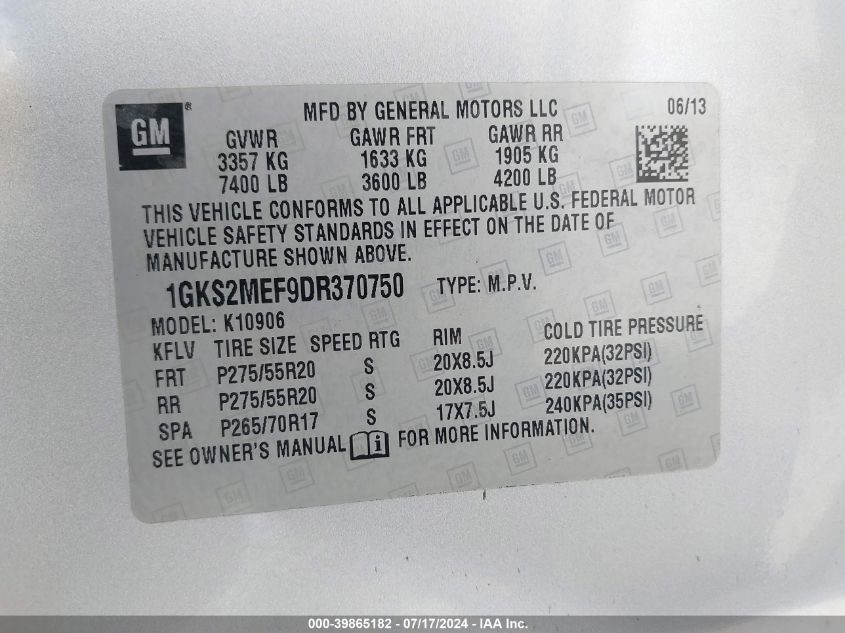 GM ® MFD BY GENERAL MOTORS LLC 06/13
GVWR GAWR FRT GAWR RR
3357 KG 1633 KG 1905 KG
7400 LB 3600 LB 4200 LB
THIS VEHICLE CONFORMS TO ALL APPLICABLE U.S. FEDERAL MOTOR
VEHICLE SAFETY STANDARDS IN EFFECT ON THE DATE OF
MANUFACTURE SHOWN ABOVE.
1GKS2MEF9DR370750 TYPE: M.P.V.
MODEL: K10906
KFLV TIRE SIZE SPEED RTG RIM COLD TIRE PRESSURE
FRT P275/55R20 S 20X8.5J 220KPA(32PSI)
RR P275/55R20 S 20X8.5J 220KPA(32PSI)
SPA P265/70R17 S 17X7.5J 240KPA(35PSI)
SEE OWNER'S MANUAL i FOR MORE INFORMATION.
000-39865182 - 07/17/2024 - IAA Inc.